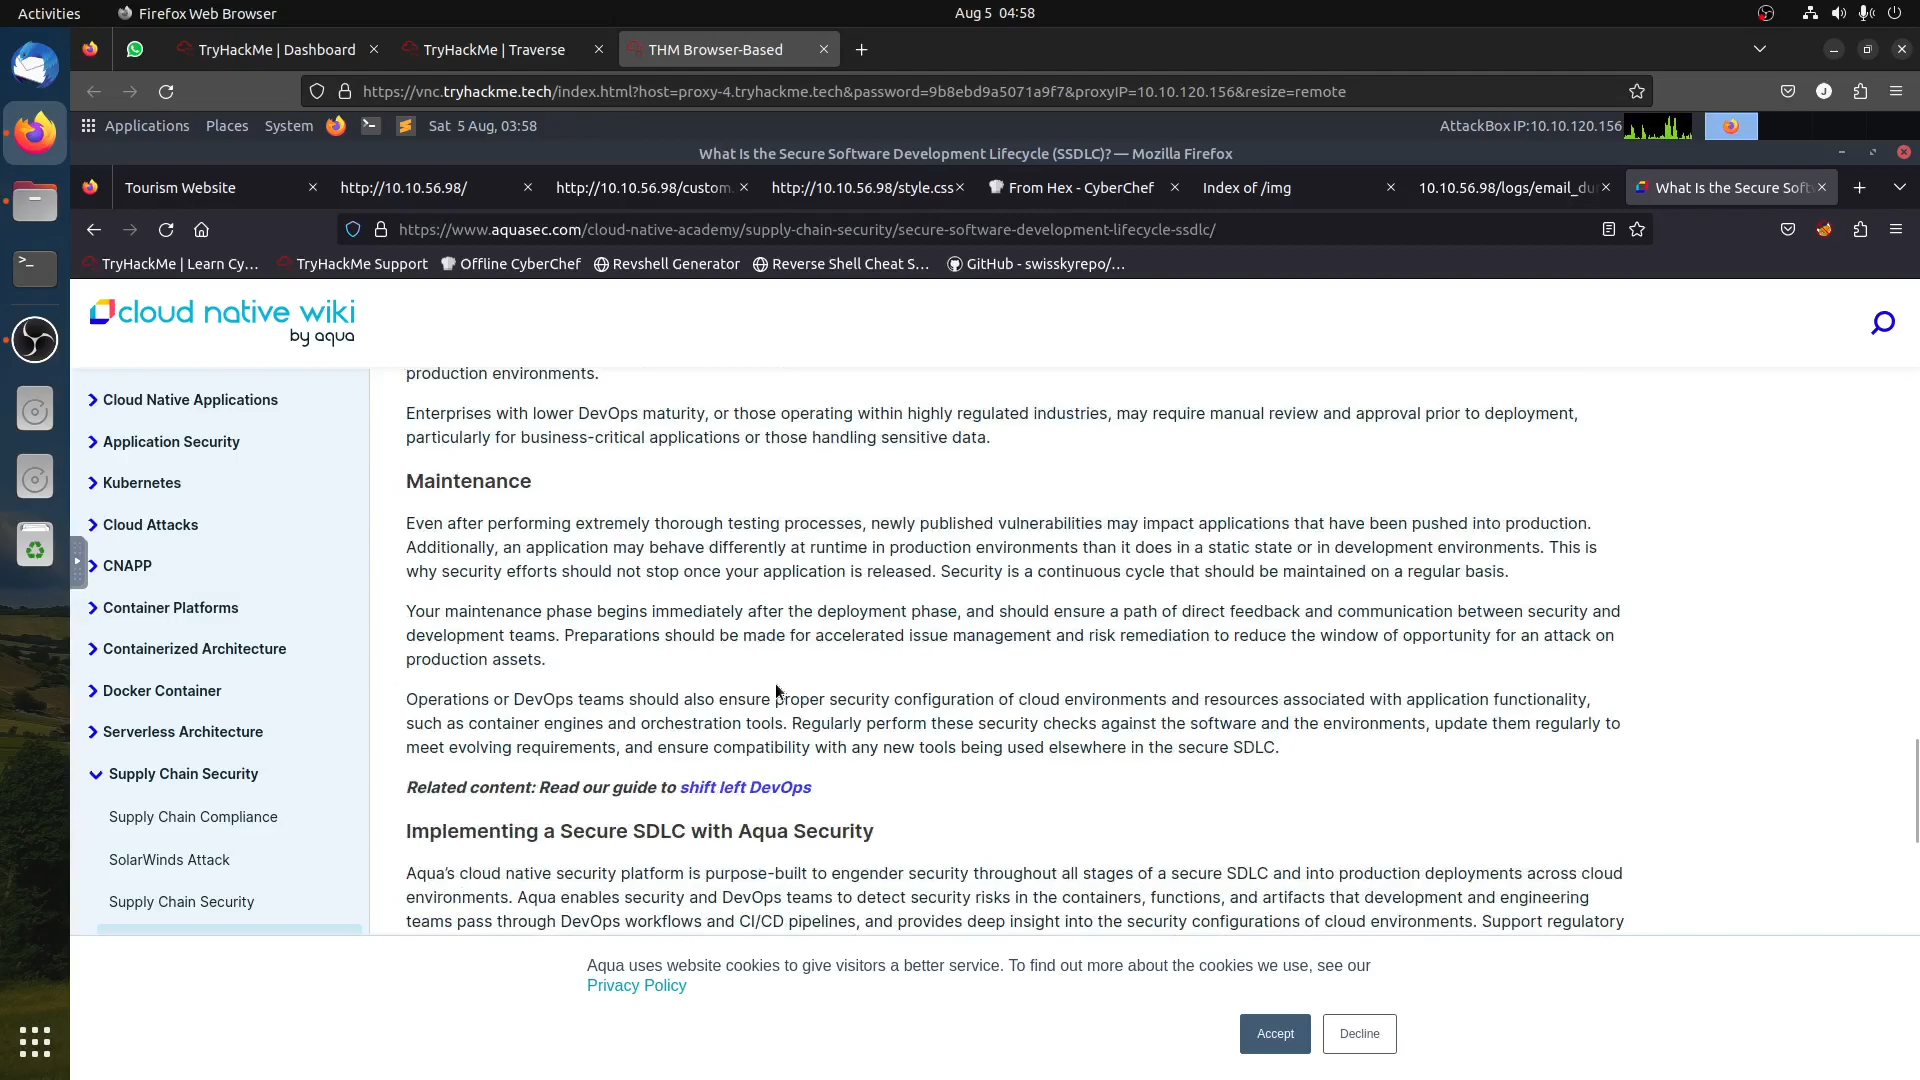 Activities
Firefox Web Browser
Aug 5 04:58
TryHackMe | Dashboard
TryHackMe | Traverse
THM Browser-Based
https://vnc.tryhackme.tech/index.html?host=proxy-4.tryhackme.tech&password=9b8ebd9a5071a9f7&proxyIP=10.10.120.156&resize=remote
J
Applications
Places
System
Sat 5 Aug, 03:58
AttackBox IP:10.10.120.156
What Is the Secure Software Development Lifecycle (SSDLC)? — Mozilla Firefox
Tourism Website
http://10.10.56.98/
http://10.10.56.98/custom.
http://10.10.56.98/style.css
From Hex - CyberChef
Index of /img
10.10.56.98/logs/email_du
What Is the Secure Soft
https://www.aquasec.com/cloud-native-academy/supply-chain-security/secure-software-development-lifecycle-ssdlc/
TryHackMe | Learn Cy...
TryHackMe Support
Offline CyberChef
Revshell Generator
Reverse Shell Cheat S...
GitHub - swisskyrepo/...
cloud native wiki
by aqua
Cloud Native Applications
Application Security
Kubernetes
Cloud Attacks
CNAPP
Container Platforms
Containerized Architecture
Docker Container
Serverless Architecture
Supply Chain Security
Supply Chain Compliance
SolarWinds Attack
Supply Chain Security
production environments.
Enterprises with lower DevOps maturity, or those operating within highly regulated industries, may require manual review and approval prior to deployment,
particularly for business-critical applications or those handling sensitive data.
Maintenance
Even after performing extremely thorough testing processes, newly published vulnerabilities may impact applications that have been pushed into production.
Additionally, an application may behave differently at runtime in production environments than it does in a static state or in development environments. This is
why security efforts should not stop once your application is released. Security is a continuous cycle that should be maintained on a regular basis.
Your maintenance phase begins immediately after the deployment phase, and should ensure a path of direct feedback and communication between security and
development teams. Preparations should be made for accelerated issue management and risk remediation to reduce the window of opportunity for an attack on
production assets.
Operations or DevOps teams should also ensure proper security configuration of cloud environments and resources associated with application functionality,
such as container engines and orchestration tools. Regularly perform these security checks against the software and the environments, update them regularly to
meet evolving requirements, and ensure compatibility with any new tools being used elsewhere in the secure SDLC.
Related content: Read our guide to shift left DevOps
Implementing a Secure SDLC with Aqua Security
Aqua’s cloud native security platform is purpose-built to engender security throughout all stages of a secure SDLC and into production deployments across cloud
environments. Aqua enables security and DevOps teams to detect security risks in the containers, functions, and artifacts that development and engineering
teams pass through DevOps workflows and CI/CD pipelines, and provides deep insight into the security configurations of cloud environments. Support regulatory
Aqua uses website cookies to give visitors a better service. To find out more about the cookies we use, see our
Privacy Policy
Accept
Decline